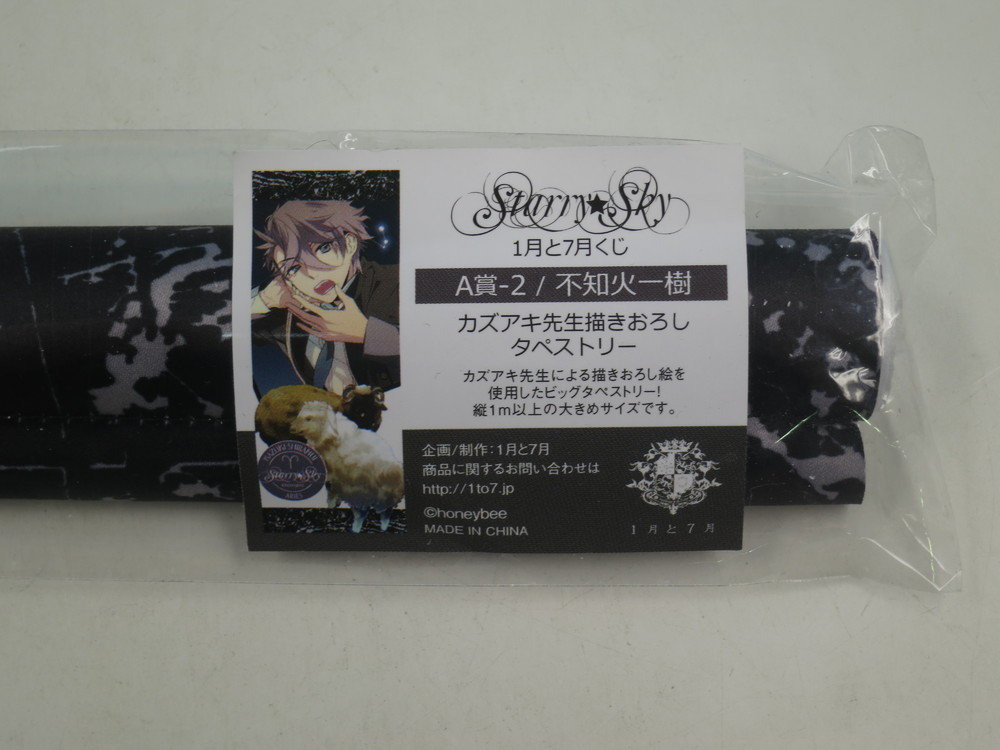 Starry★Sky
1月と7月くじ
A賞-2 / 不知火一樹
カズアキ先生描きおろし
タペストリー
カズアキ先生による描きおろし絵を
使用したビッグタペストリー!
縦1m以上の大きめサイズです。
企画/制作:1月と7月
商品に関するお問い合わせは
http://1to7.jp
©honeybee
MADE IN CHINA
1月と7月
Starry★Sky